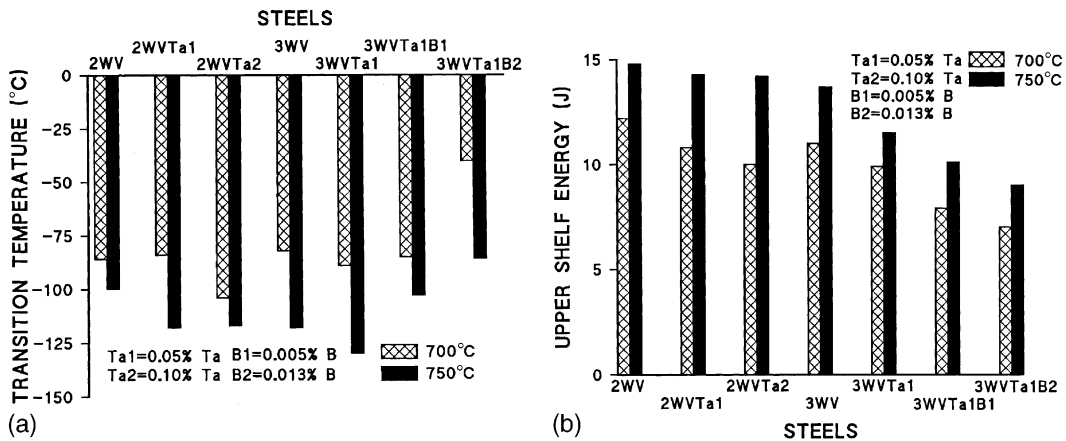 STEELS
2WVTa1 3WV 3WVTa1B1
2WV 2WVTa2 3WVTa1 3WVTa1B2
TRANSITION TEMPERATURE (°C)
0
−25
−50
−75
−100
−125
−150
Ta1=0.05% Ta B1=0.005% B
Ta2=0.10% Ta B2=0.013% B
700°C
750°C
(a)
UPPER SHELF ENERGY (J)
15
10
5
0
Ta1=0.05% Ta
Ta2=0.10% Ta
B1=0.005% B
B2=0.013% B
700°C
750°C
2WV 2WVTa2 3WVTa1 3WVTa1B2
2WVTa1 3WV 3WVTa1B1
STEELS
(b)